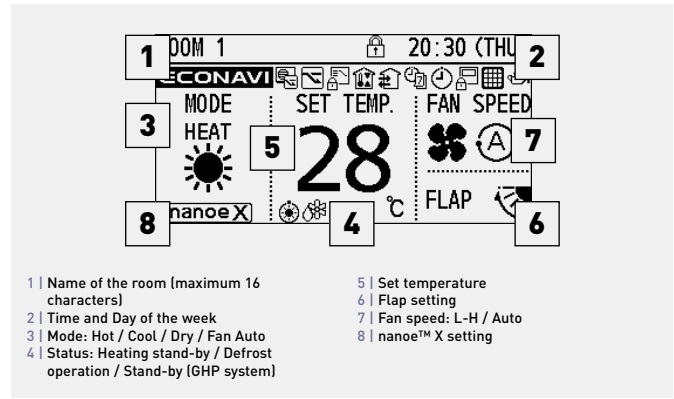 1 OOM 1 20:30 (THU 2
ECONAVI
MODE SET TEMP. FAN SPEED
3 HEAT 5 28 A 7
FLAP
8 nanoe X 4 °C 6
1 | Name of the room (maximum 16
characters)
2 | Time and Day of the week
3 | Mode: Hot / Cool / Dry / Fan Auto
4 | Status: Heating stand-by / Defrost
operation / Stand-by (GHP system)
5 | Set temperature
6 | Flap setting
7 | Fan speed: L-H / Auto
8 | nanoe™ X setting